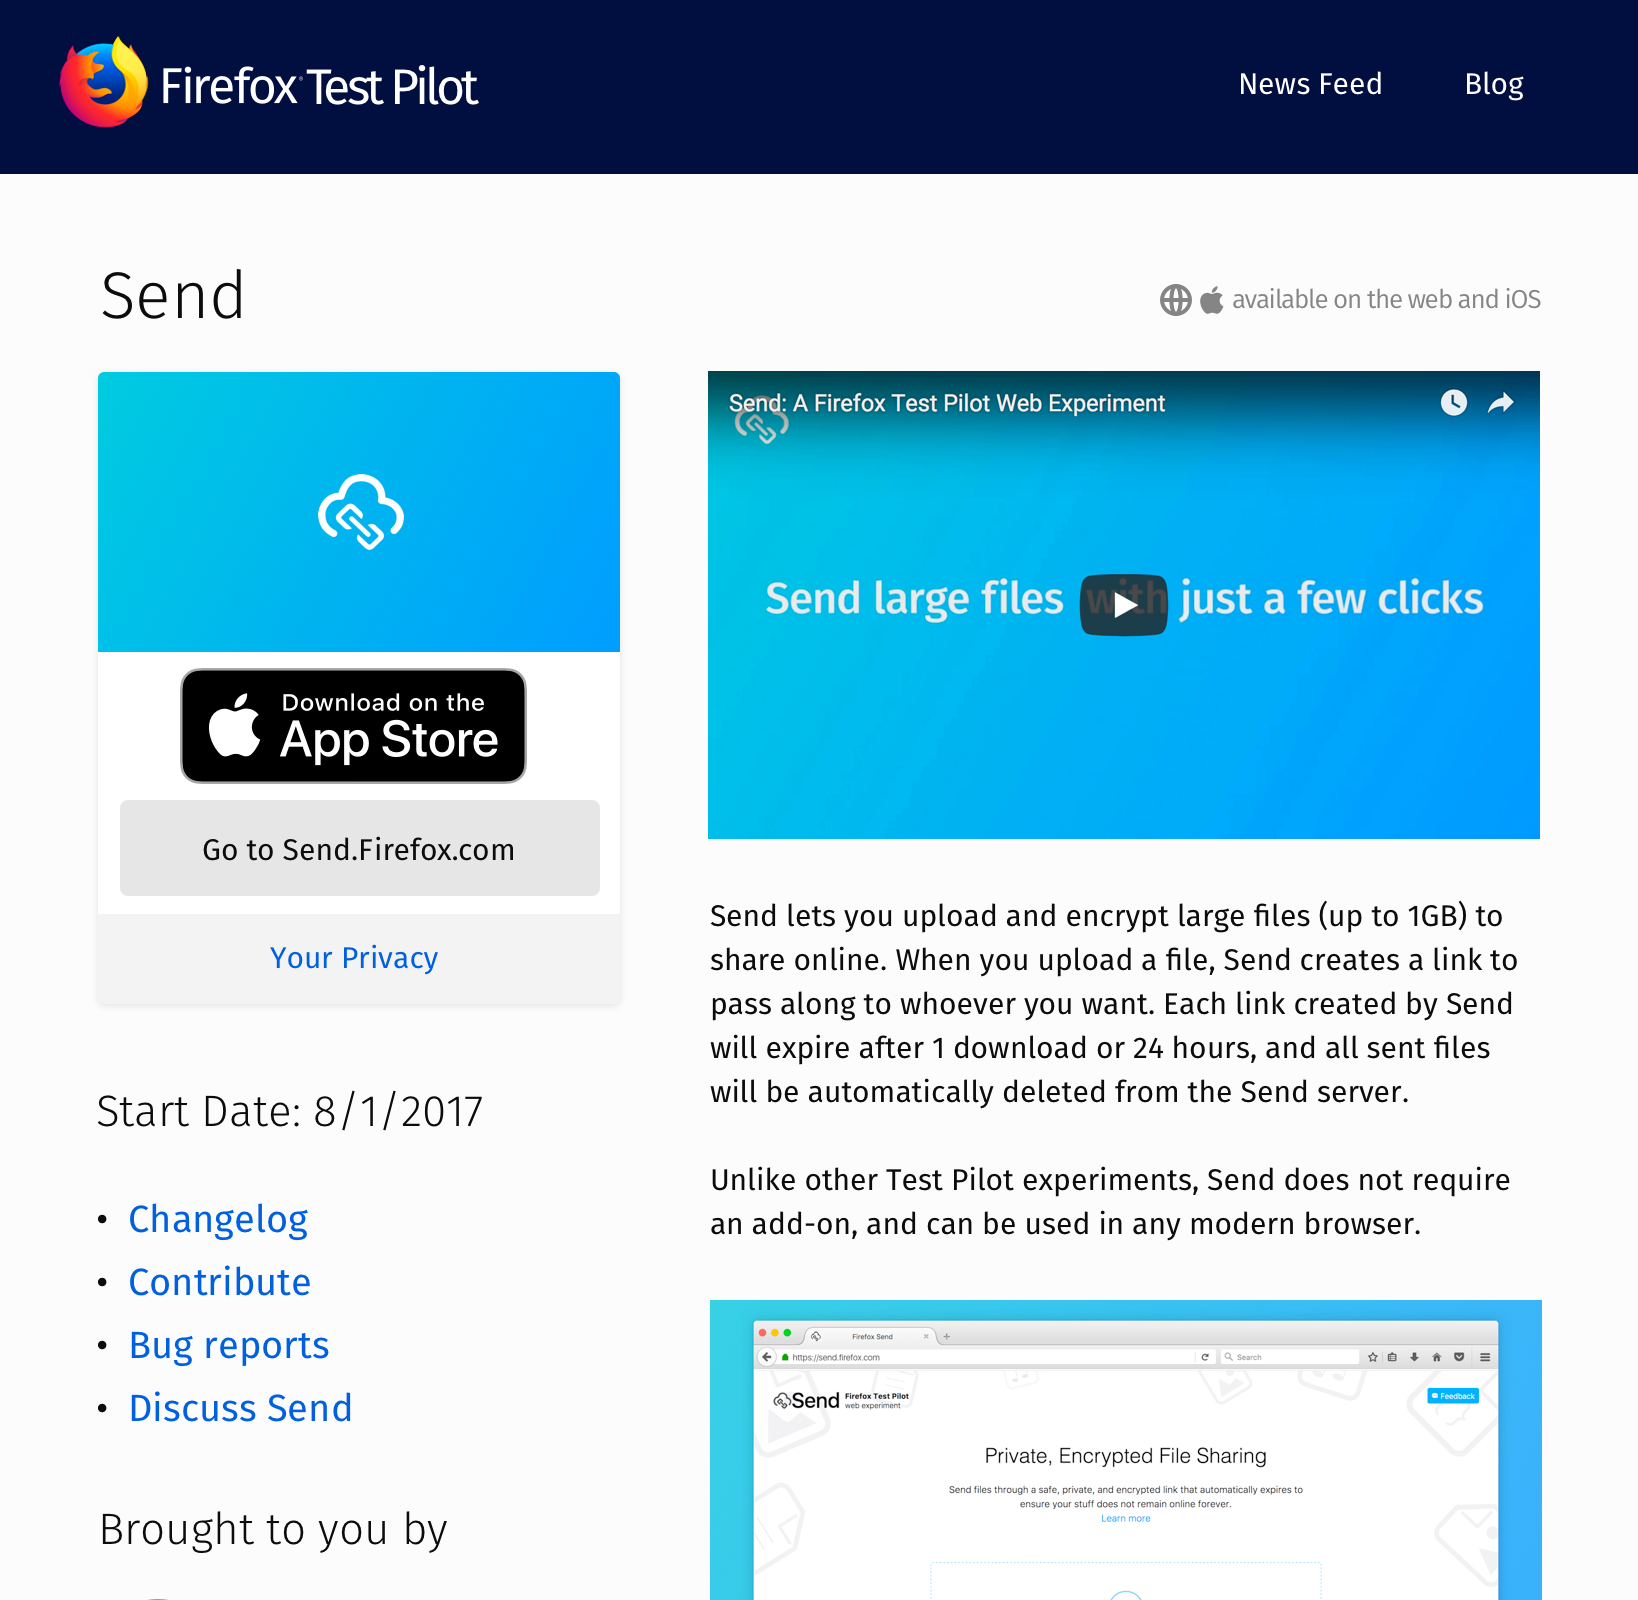 Firefox Test Pilot
News Feed
Blog
Send
available on the web and iOS
Download on the
App Store
Go to Send.Firefox.com
Your Privacy
Start Date: 8/1/2017
• Changelog
• Contribute
• Bug reports
• Discuss Send
Brought to you by
Send: A Firefox Test Pilot Web Experiment
Send large files with just a few clicks
Send lets you upload and encrypt large files (up to 1GB) to
share online. When you upload a file, Send creates a link to
pass along to whoever you want. Each link created by Send
will expire after 1 download or 24 hours, and all sent files
will be automatically deleted from the Send server.
Unlike other Test Pilot experiments, Send does not require
an add-on, and can be used in any modern browser.
Firefox Send
https://send.firefox.com
Search
Send
Firefox Test Pilot
web experiment
Feedback
Private, Encrypted File Sharing
Send files through a safe, private, and encrypted link that automatically expires to
ensure your stuff does not remain online forever.
Learn more